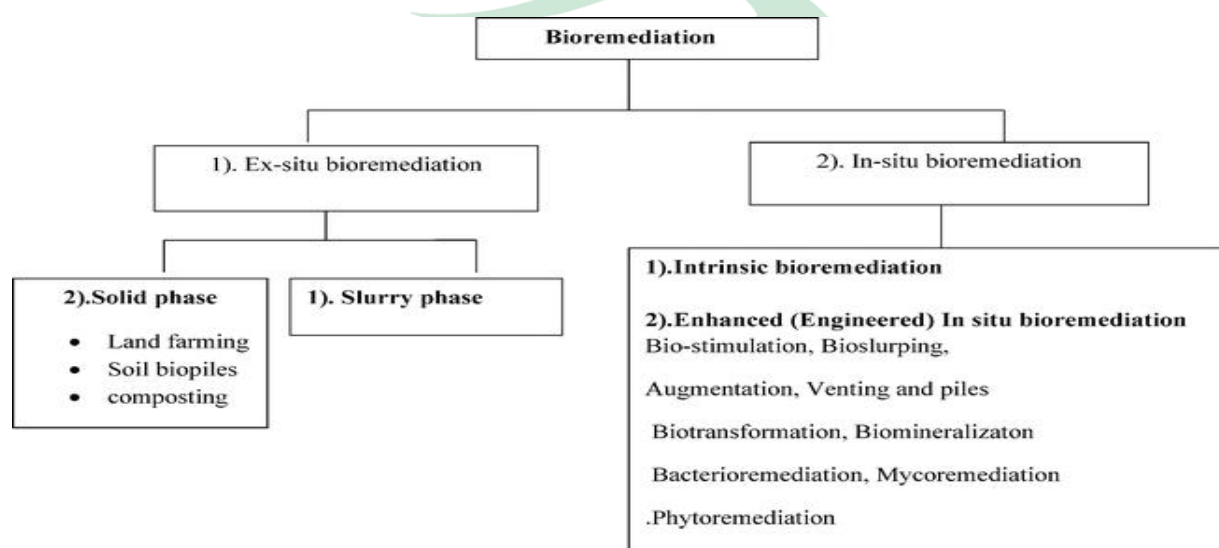 Bioremediation
1). Ex-situ bioremediation
2). In-situ bioremediation
2).Solid phase
• Land farming
• Soil biopiles
• composting
1). Slurry phase
1).Intrinsic bioremediation
2).Enhanced (Engineered) In situ bioremediation
Bio-stimulation, Bioslurping,
Augmentation, Venting and piles
Biotransformation, Biomineralizaton
Bacterioremediation, Mycoremediation
.Phytoremediation